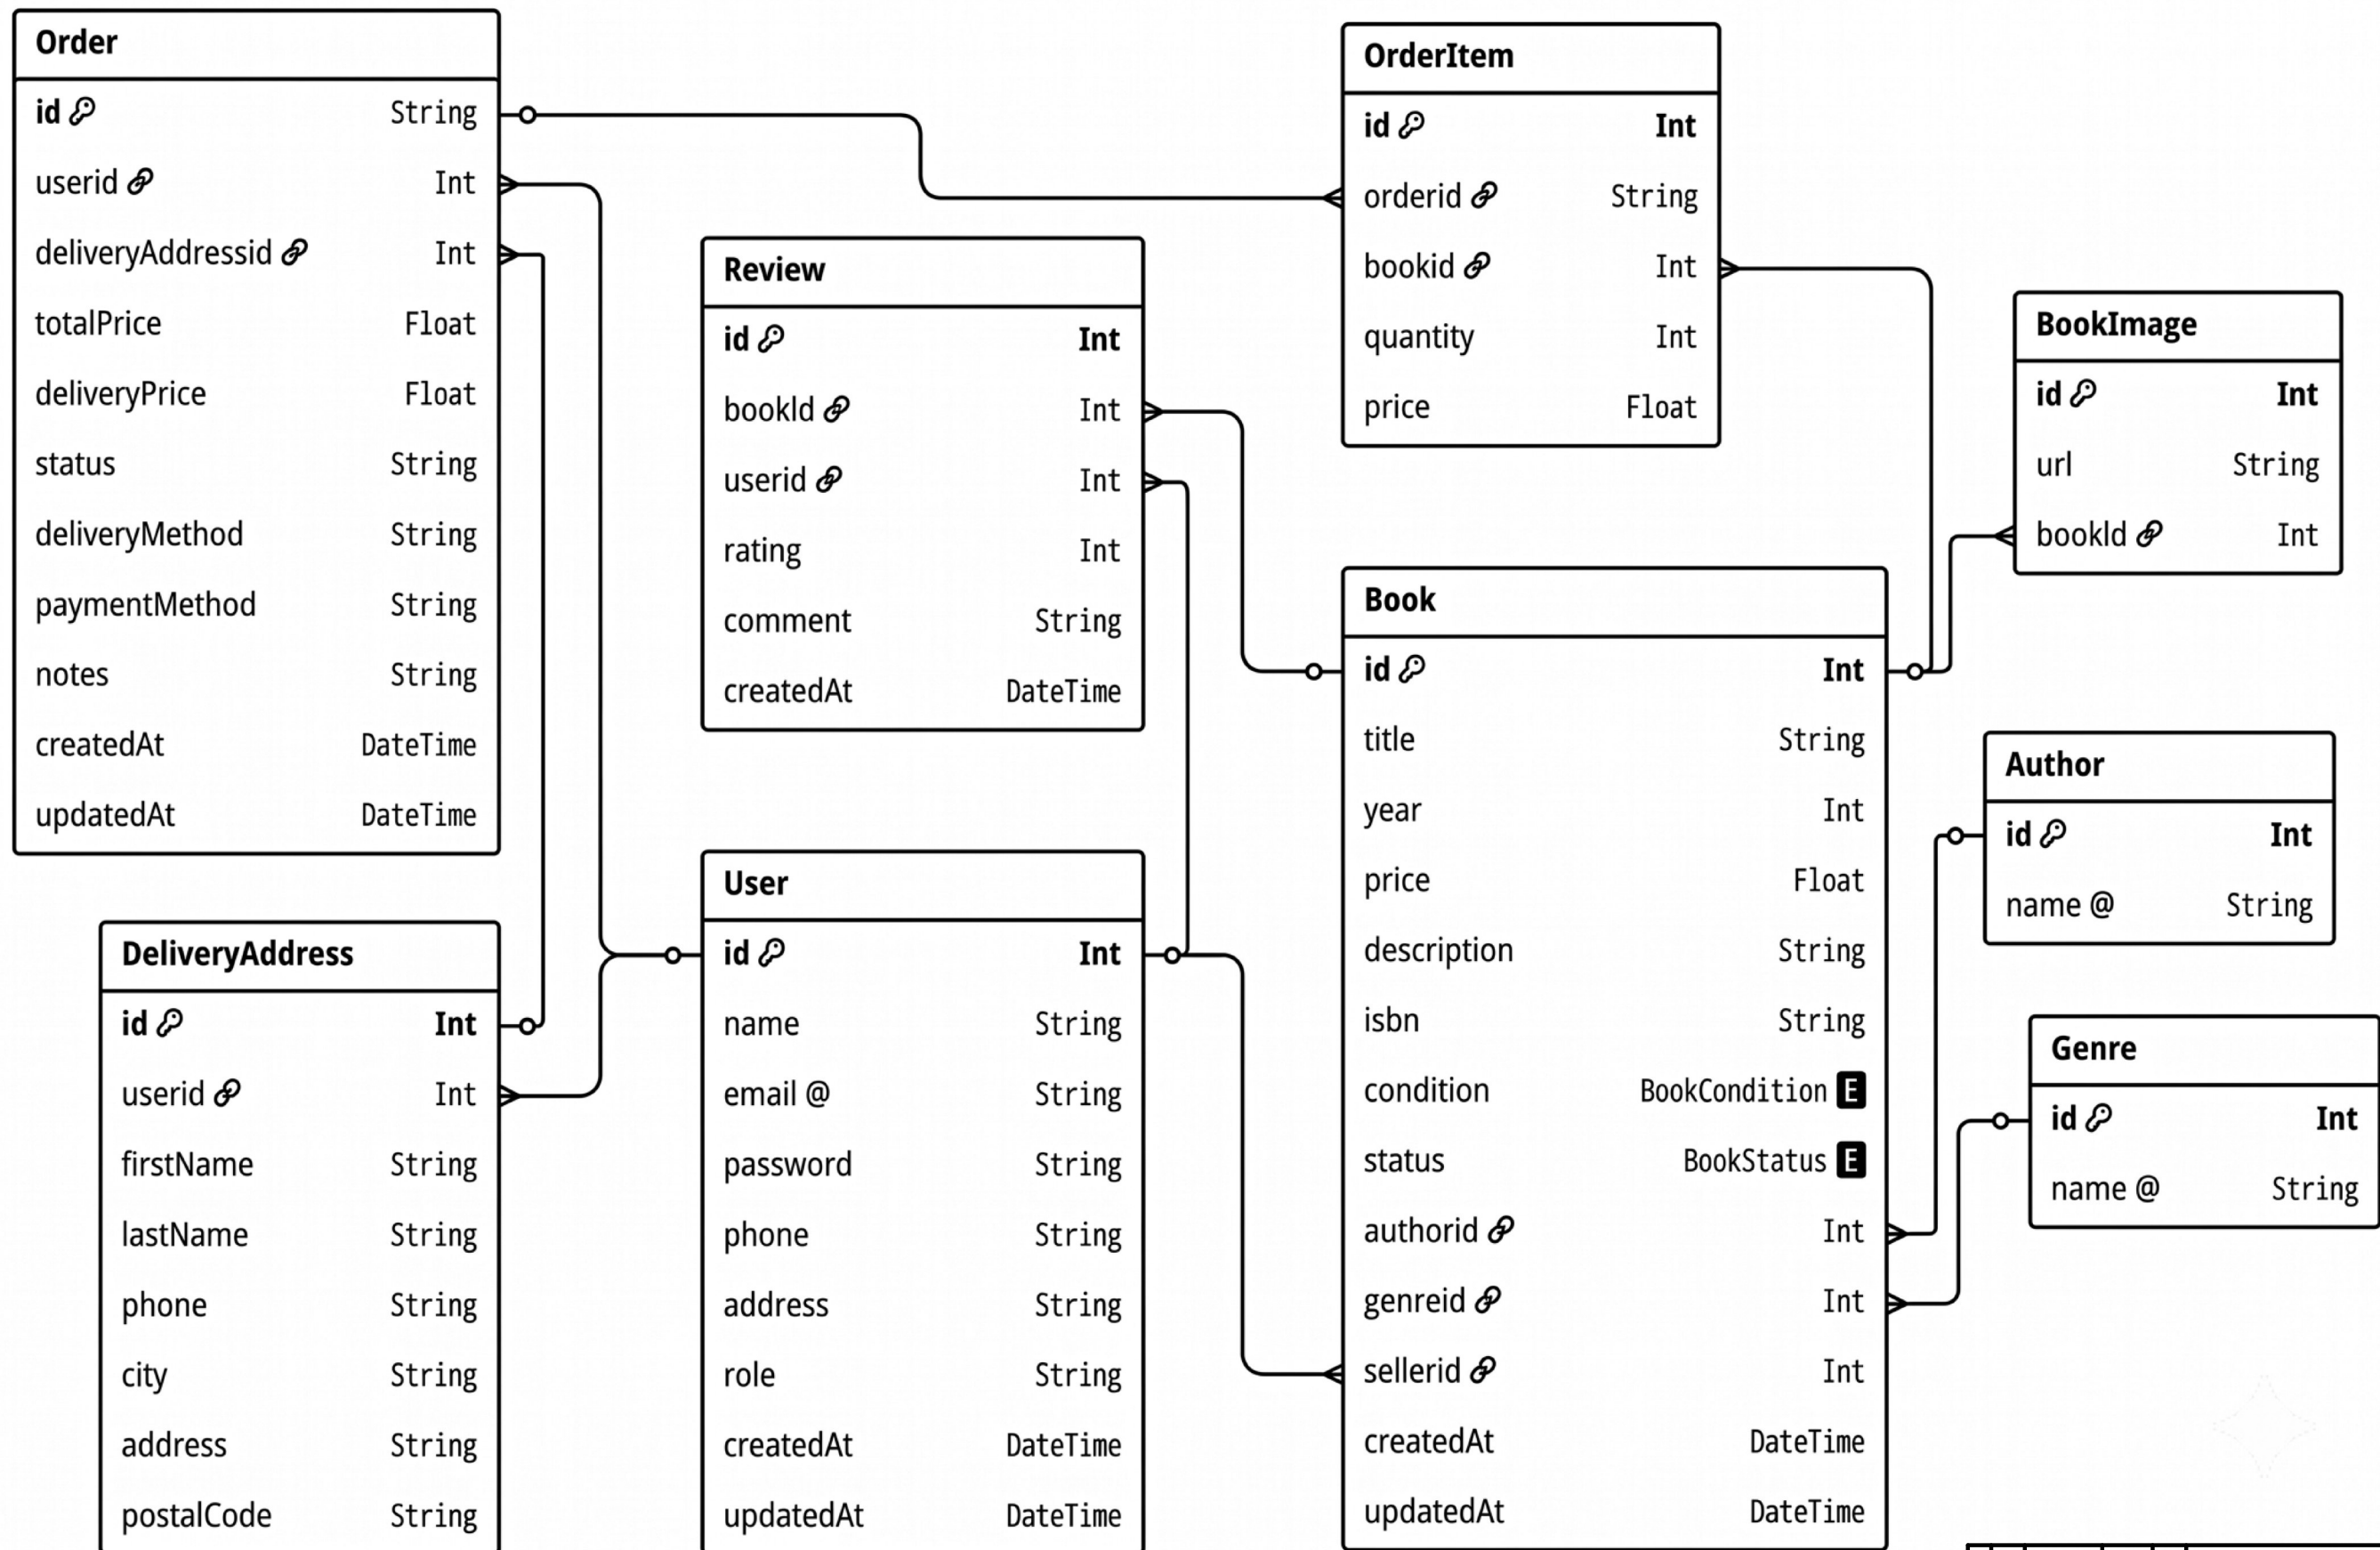 Order
id String
userid Int
deliveryAddressid Int
totalPrice Float
deliveryPrice Float
status String
deliveryMethod String
paymentMethod String
notes String
createdAt DateTime
updatedAt DateTime
DeliveryAddress
id Int
userid Int
firstName String
lastName String
phone String
city String
address String
postalCode String
Review
id Int
bookId Int
userid Int
rating Int
comment String
createdAt DateTime
User
id Int
name String
email @ String
password String
phone String
address String
role String
createdAt DateTime
updatedAt DateTime
OrderItem
id Int
orderid String
bookid Int
quantity Int
price Float
Book
id Int
title String
year Int
price Float
description String
isbn String
condition BookCondition E
status BookStatus E
authorid Int
genreid Int
sellerid Int
createdAt DateTime
updatedAt DateTime
BookImage
id Int
url String
bookId Int
Author
id Int
name @ String
Genre
id Int
name @ String